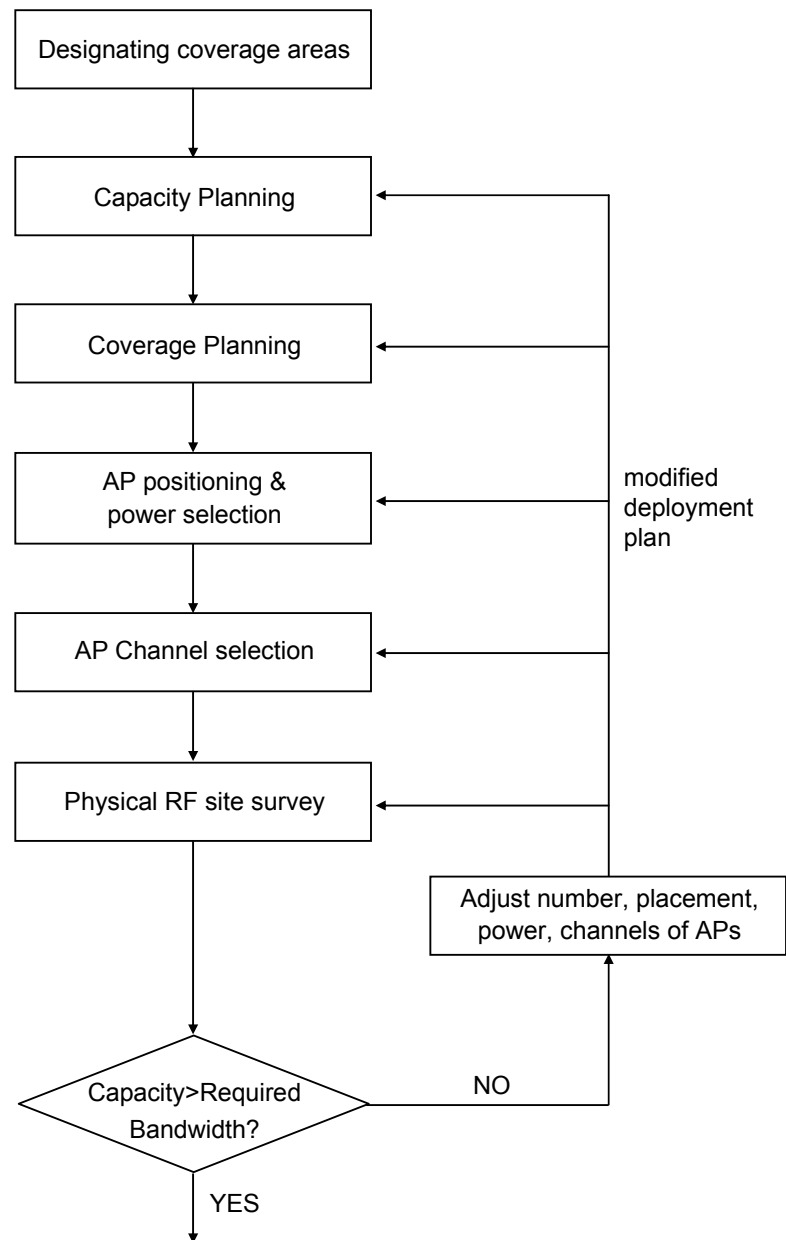 Designating coverage areas
Capacity Planning
Coverage Planning
AP positioning &
power selection
modified
deployment
plan
AP Channel selection
Physical RF site survey
Adjust number, placement,
power, channels of APs
Capacity>Required
Bandwidth?
NO
YES